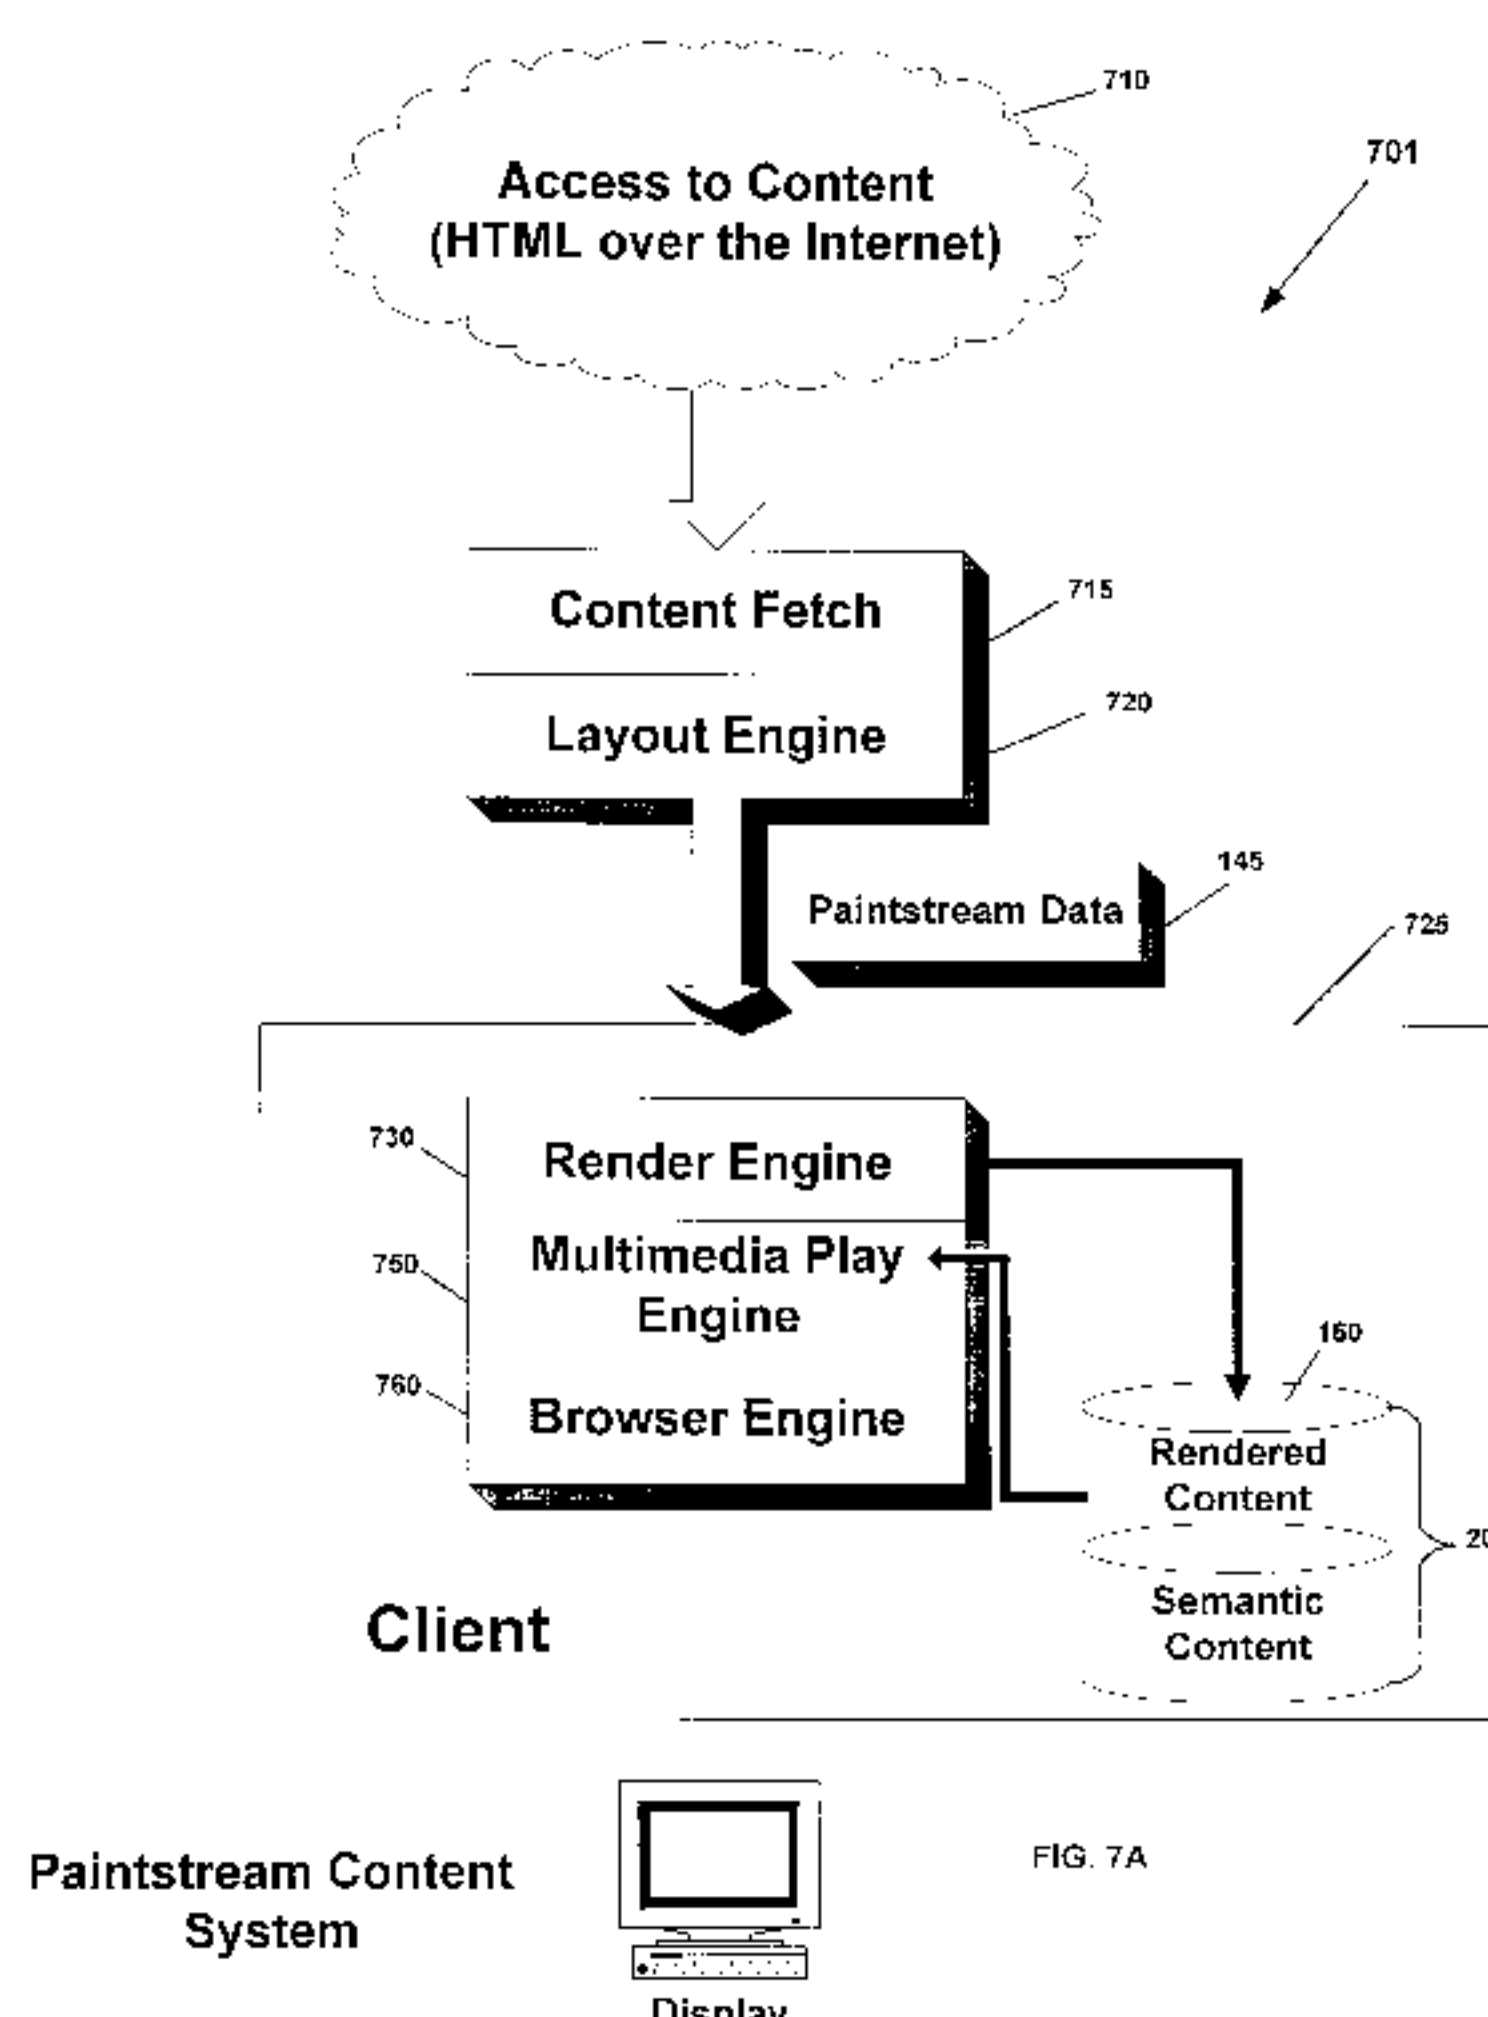 710
701
Access to Content
(HTML over the Internet)
Content Fetch
715
Layout Engine
720
145
Paintstream Data
725
730
Render Engine
750
Multimedia Play
Engine
160
760
Browser Engine
Rendered
Content
20
Semantic
Content
Client
Paintstream Content
System
FIG. 7A
Display